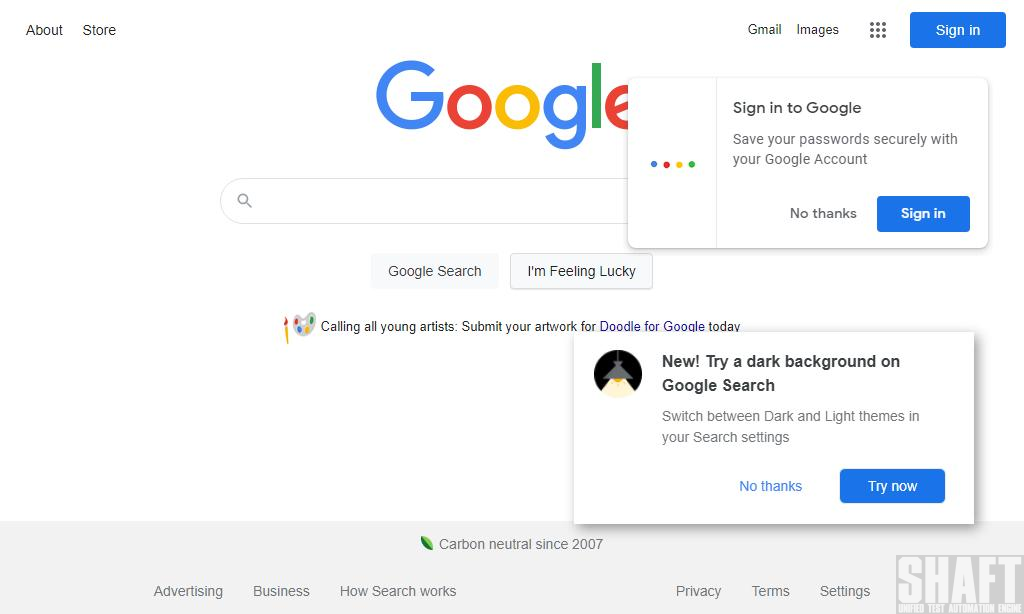 About Store Gmail Images Sign in
Google
Sign in to Google
Save your passwords securely with
your Google Account
No thanks Sign in
Google Search I'm Feeling Lucky
Calling all young artists: Submit your artwork for Doodle for Google today
New! Try a dark background on
Google Search
Switch between Dark and Light themes in
your Search settings
No thanks Try now
Carbon neutral since 2007
Advertising Business How Search works Privacy Terms Settings
SHAFT
UNIFIED TEST AUTOMATION ENGINE